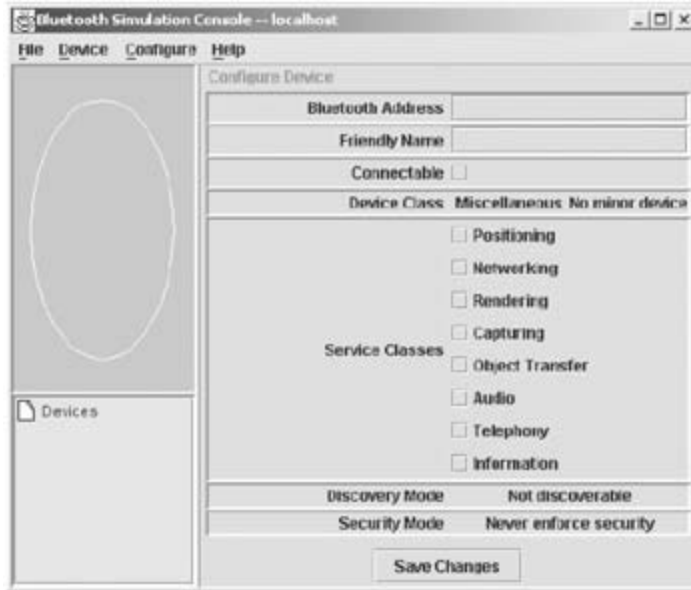 Bluetooth Simulation Console -- localhost
File Device Configure Help
Configure Device
Bluetooth Address
Friendly Name
Connectable
Device Class Miscellaneous No minor device
Positioning
Networking
Rendering
Capturing
Service Classes
Object Transfer
Audio
Telephony
Information
Devices
Discovery Mode Not discoverable
Security Mode Never enforce security
Save Changes